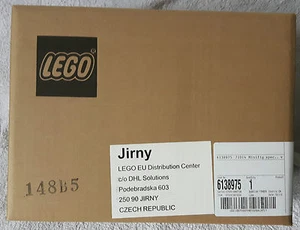 LEGO
Jirny
LEGO EU Distribution Center
c/o DHL Solutions
Podebradska 603
250 90 JIRNY
CZECH REPUBLIC
6138975
1
148B5